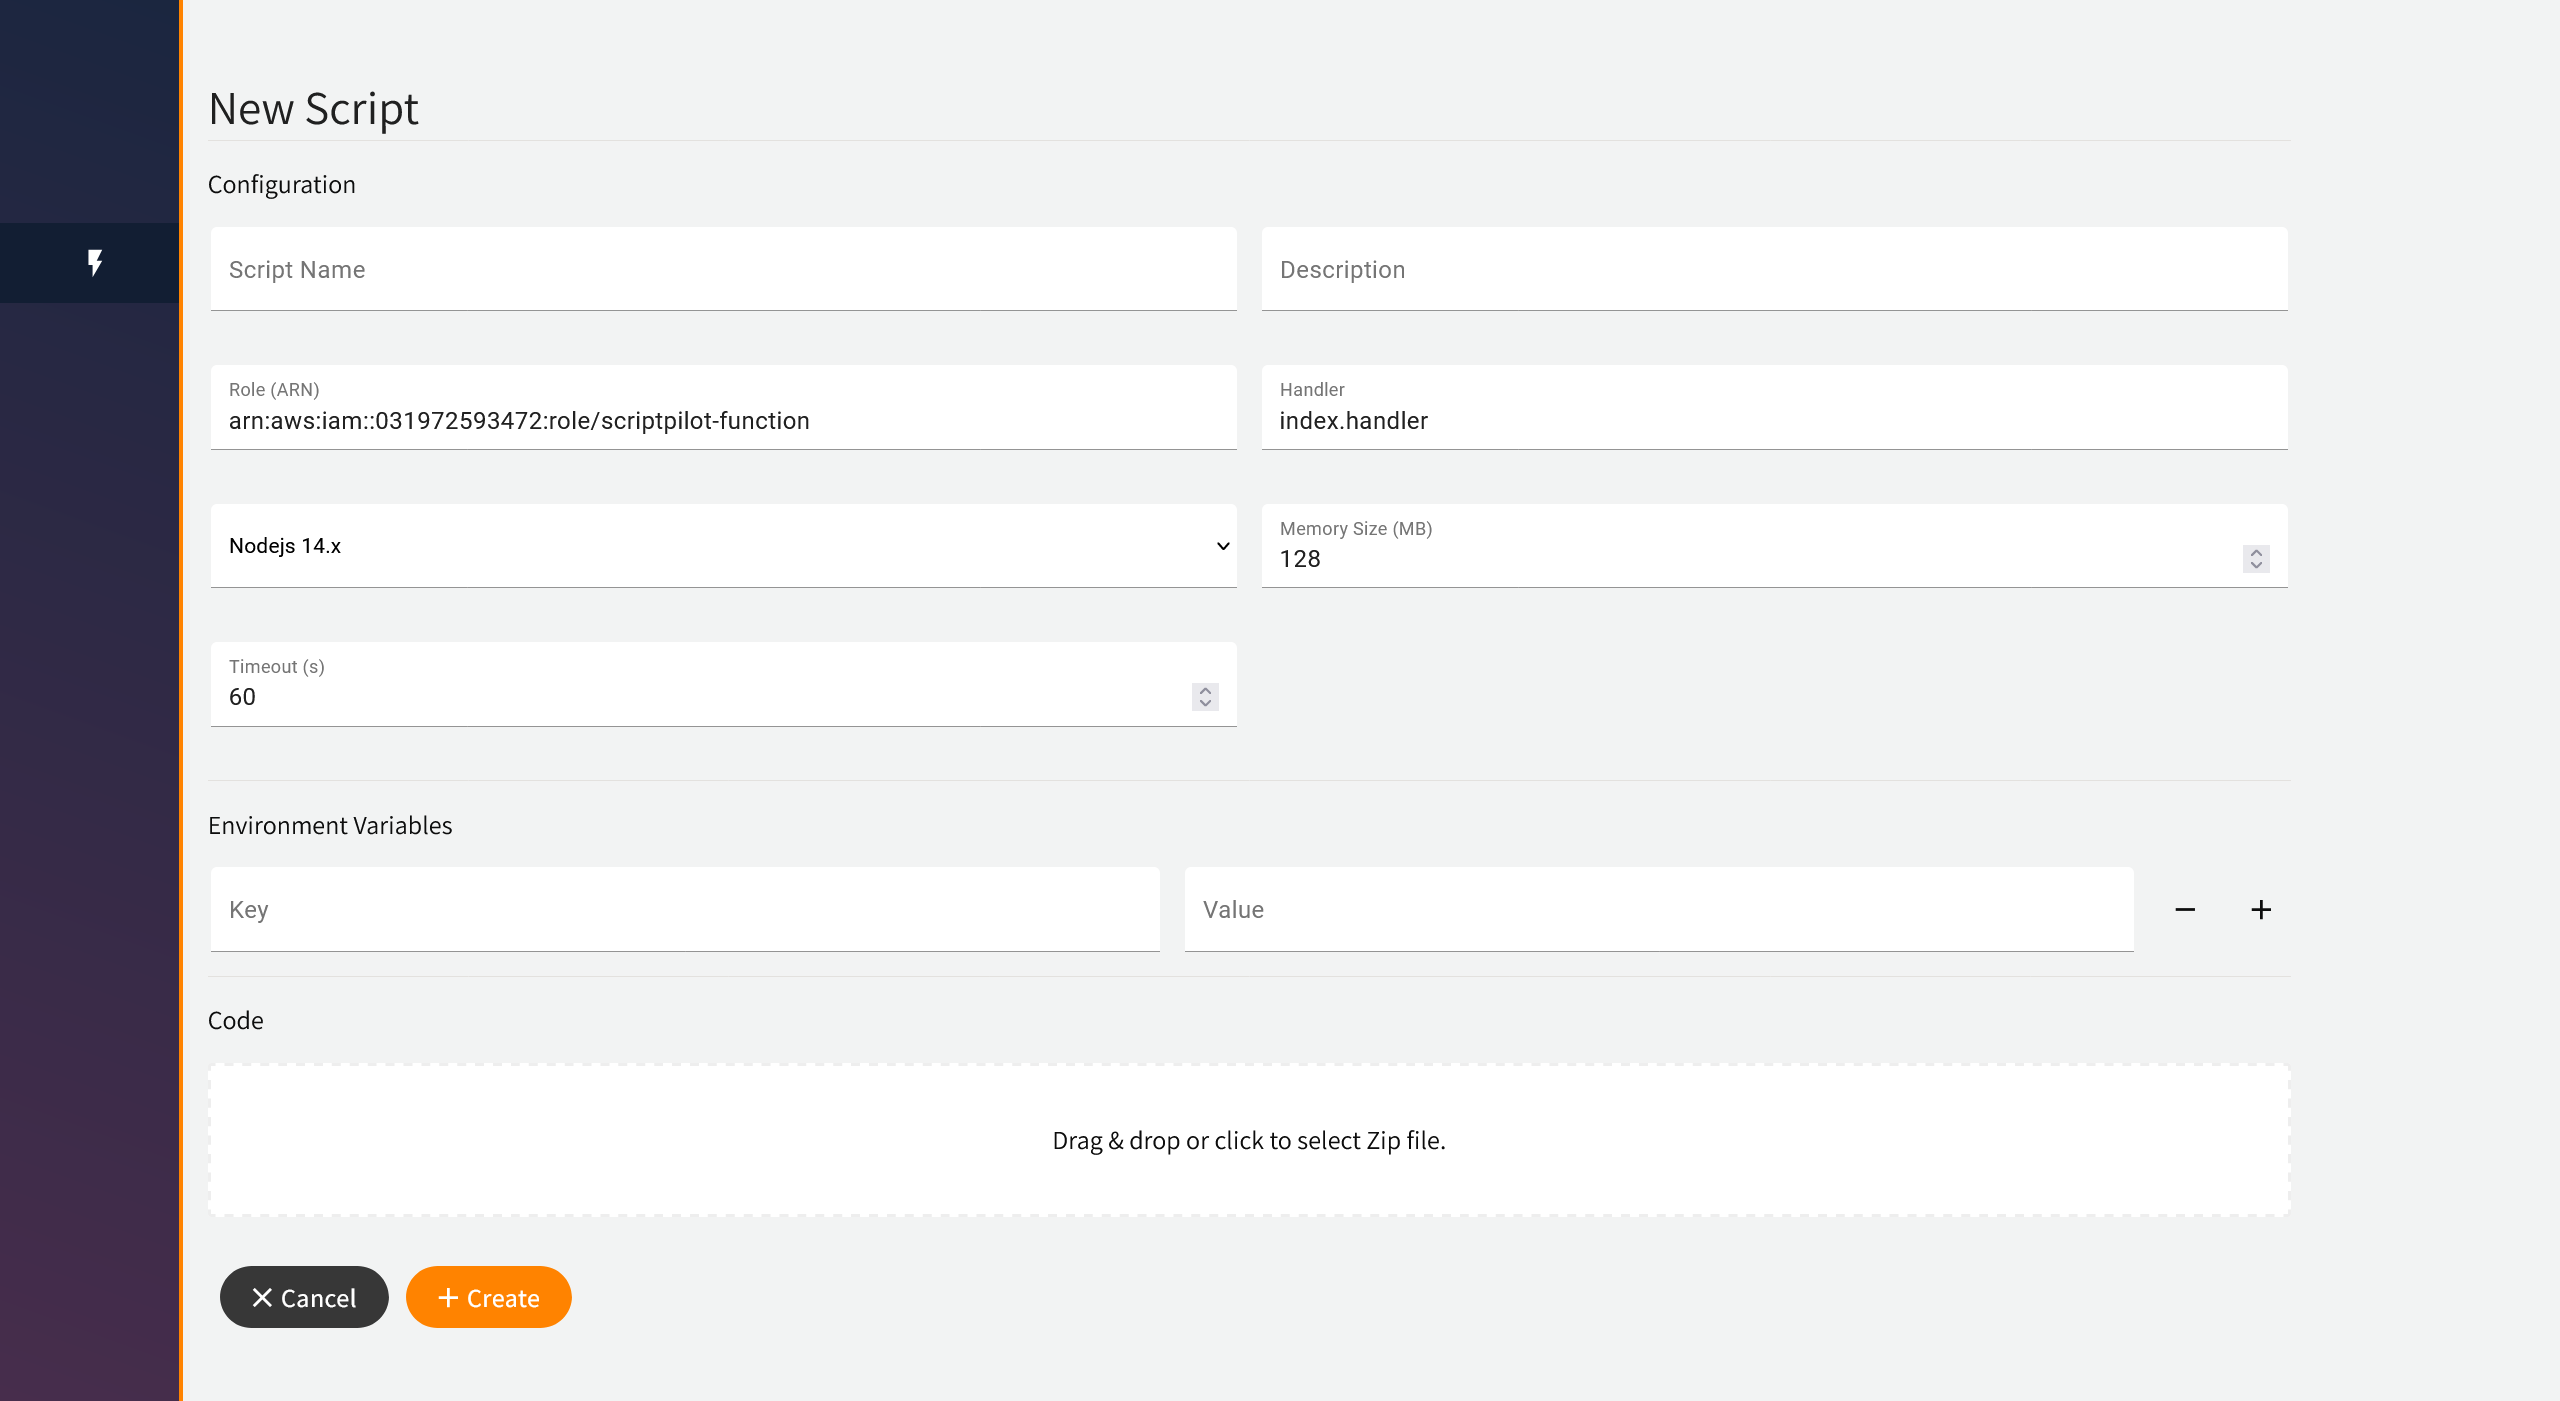 New Script
Configuration
Script Name
Description
Role (ARN)
arn:aws:iam::031972593472:role/scriptpilot-function
Handler
index.handler
Nodejs 14.x
Memory Size (MB)
128
Timeout (s)
60
Environment Variables
Key
Value
Code
Drag & drop or click to select Zip file.
Cancel
Create